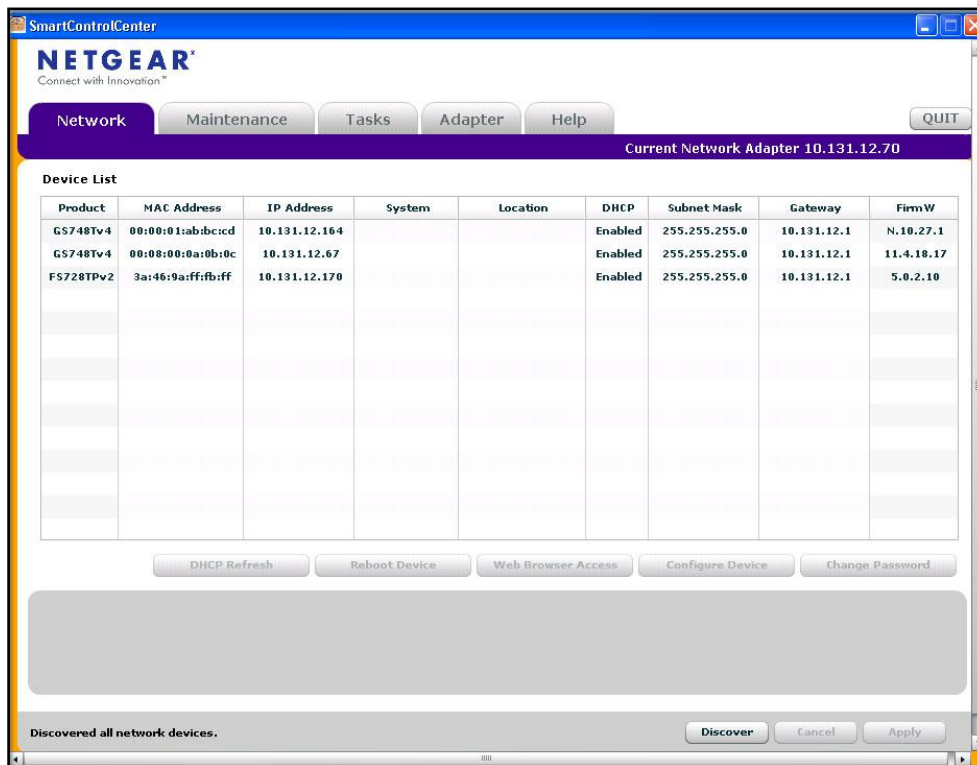 SmartControlCenter
NETGEAR®
Connect with Innovation™
Network Maintenance Tasks Adapter Help QUIT
Current Network Adapter 10.131.12.70
Device List
Product MAC Address IP Address System Location DHCP Subnet Mask Gateway FirmW
GS748Tv4 00:00:01:ab:bc:cd 10.131.12.164 Enabled 255.255.255.0 10.131.12.1 N.10.27.1
GS748Tv4 00:08:00:0a:0b:0c 10.131.12.67 Enabled 255.255.255.0 10.131.12.1 11.4.18.17
FS728TPv2 3a:46:9a:ff:fb:ff 10.131.12.170 Enabled 255.255.255.0 10.131.12.1 5.0.2.10
DHCP Refresh Reboot Device Web Browser Access Configure Device Change Password
Discovered all network devices. Discover Cancel Apply